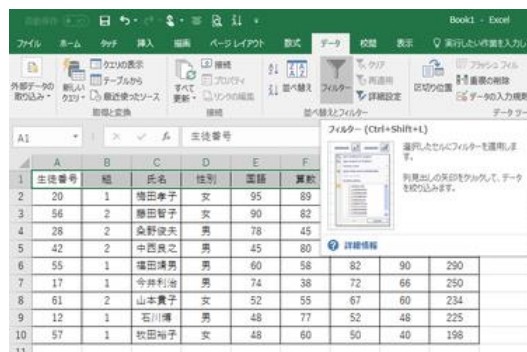 Book1 - Excel
ファイル ホーム タッチ 挿入 描画 ページレイアウト 数式 データ 校閲 表示 実行したい作業を入力し
クエリの表示 接続 クリア フラッシュ フィル
テーブルから プロパティ 再適用 重複の削除
最近使ったソース リンクの編集 詳細設定 データの入力規則
外部データの取り込み 新しいクエリ すべて更新 並べ替え フィルター 区切り位置
取得と変換 接続 並べ替えとフィルター データ ツー
A1 生徒番号
フィルター (Ctrl+Shift+L)
選択したセルにフィルターを適用します。
列見出しの矢印をクリックして、データを絞り込みます。
詳細情報
A B C D E F
1 生徒番号 組 氏名 性別 国語 算数
2 20 1 梅田孝子 女 95 89
3 56 2 藤田智子 女 90 82
4 28 2 桑野俊夫 男 78 45
5 42 2 中西良之 男 45 80
6 55 1 福田靖男 男 60 58 82 90 290
7 17 1 今井利治 男 74 38 72 66 250
8 61 2 山本貴子 女 52 55 67 60 234
9 12 1 石川博 男 48 77 52 48 225
10 57 1 牧田裕子 女 48 60 50 40 198
11